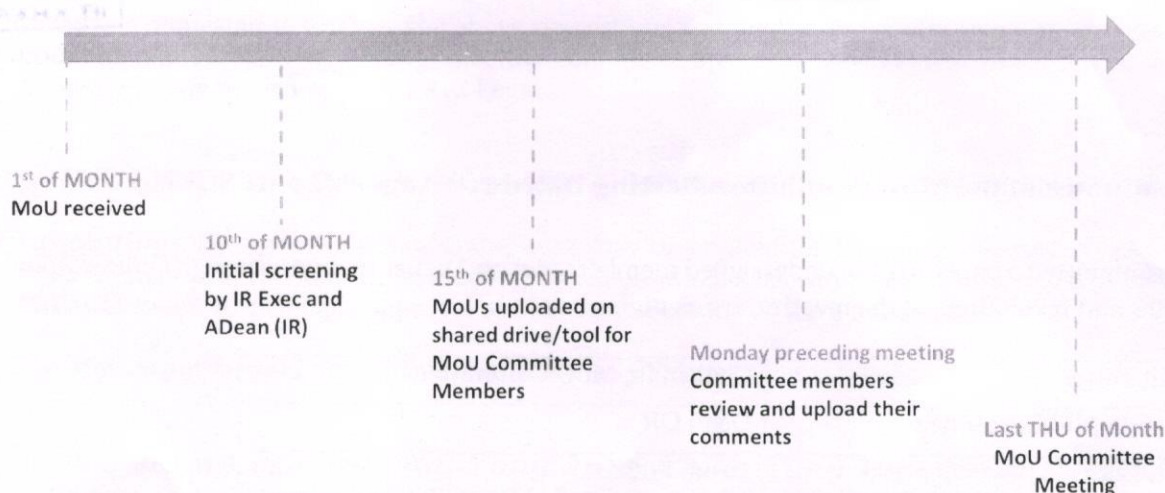 1st of MONTH
MoU received
10th of MONTH
Initial screening
by IR Exec and
ADean (IR)
15th of MONTH
MoUs uploaded on
shared drive/tool for
MoU Committee
Members
Monday preceding meeting
Committee members
review and upload their
comments
Last THU of Month
MoU Committee
Meeting